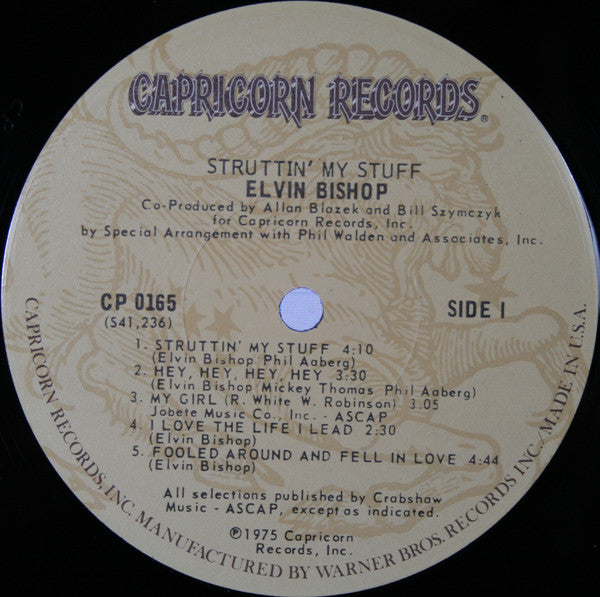 CAPRICORN RECORDS®
STRUTTIN' MY STUFF
ELVIN BISHOP
Co-Produced by Allan Blazek and Bill Szymczyk
for Capricorn Records, Inc.
by Special Arrangement with Phil Walden and Associates, Inc.
CP 0165
(S41,236)
SIDE I
1. STRUTTIN' MY STUFF 4:10
(Elvin Bishop Phil Aaberg)
2. HEY, HEY, HEY, HEY 3:30
(Elvin Bishop/Mickey Thomas Phil Aaberg)
3. MY GIRL (R. White W. Robinson) 3:05
Jobete Music Co., Inc. - ASCAP
4. I LOVE THE LIFE I LEAD 2:30
(Elvin Bishop)
5. FOOLED AROUND AND FELL IN LOVE 4:44
(Elvin Bishop)
All selections published by Crabshaw
Music - ASCAP, except as indicated.
℗1975 Capricorn
Records, Inc.
CAPRICORN RECORDS, INC. MANUFACTURED BY WARNER BROS. RECORDS INC./MADE IN U.S.A.